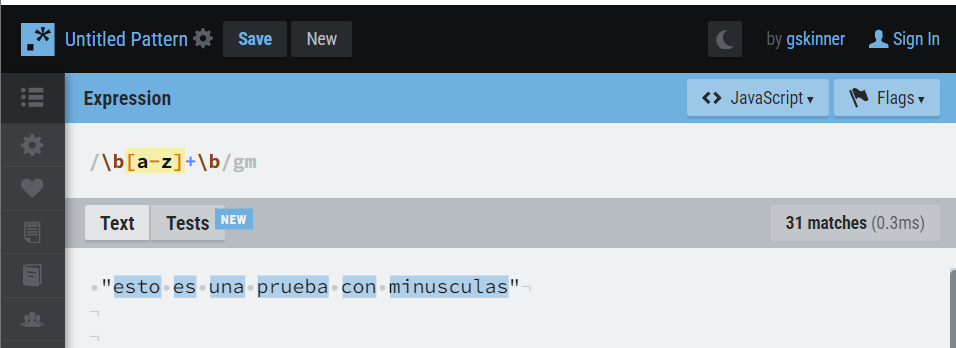 Untitled Pattern Save New by gskinner Sign In
Expression <> JavaScript ▾ Flags ▾
/\b[a-z]+\b/gm
Text Tests NEW 31 matches (0.3ms)
"esto es una prueba con minusculas"